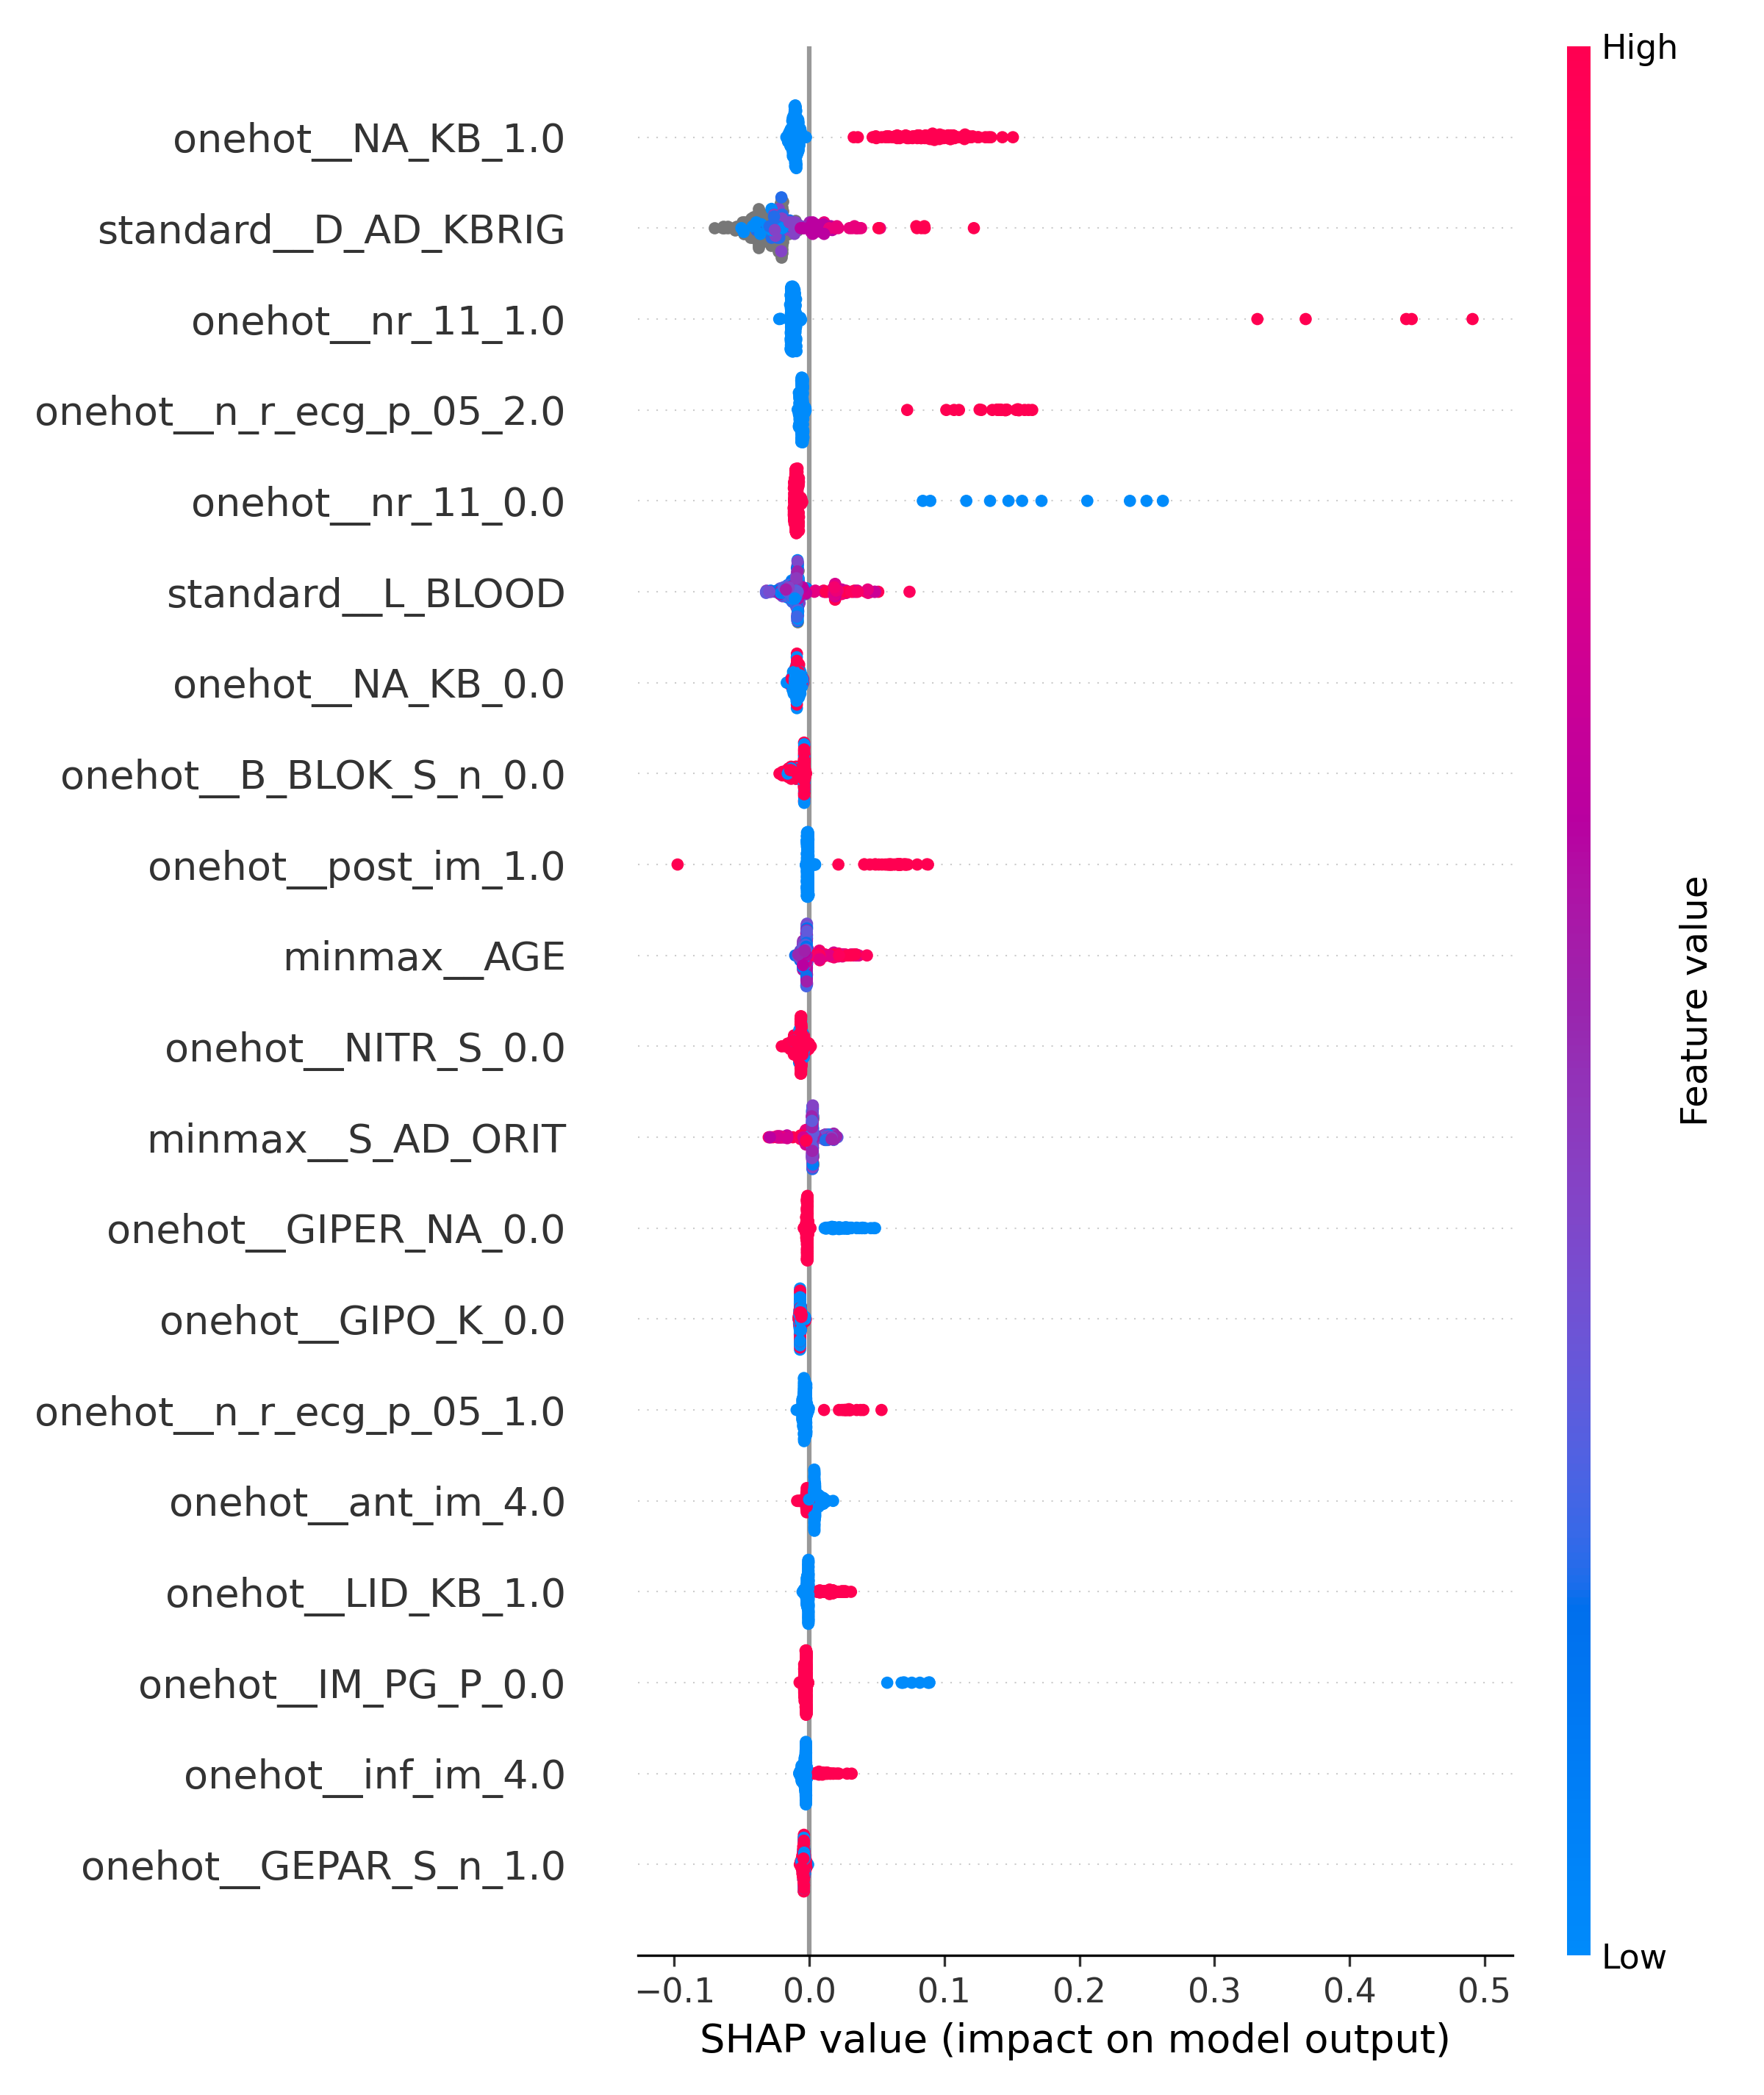 High
onehot__NA_KB_1.0
standard__D_AD_KBRIG
onehot__nr_11_1.0
onehot__n_r_ecg_p_05_2.0
onehot__nr_11_0.0
standard__L_BLOOD
onehot__NA_KB_0.0
onehot__B_BLOK_S_n_0.0
onehot__post_im_1.0
minmax__AGE
onehot__NITR_S_0.0
minmax__S_AD_ORIT
onehot__GIPER_NA_0.0
onehot__GIPO_K_0.0
onehot__n_r_ecg_p_05_1.0
onehot__ant_im_4.0
onehot__LID_KB_1.0
onehot__IM_PG_P_0.0
onehot__inf_im_4.0
onehot__GEPAR_S_n_1.0
Feature value
Low
−0.1 0.0 0.1 0.2 0.3 0.4 0.5
SHAP value (impact on model output)